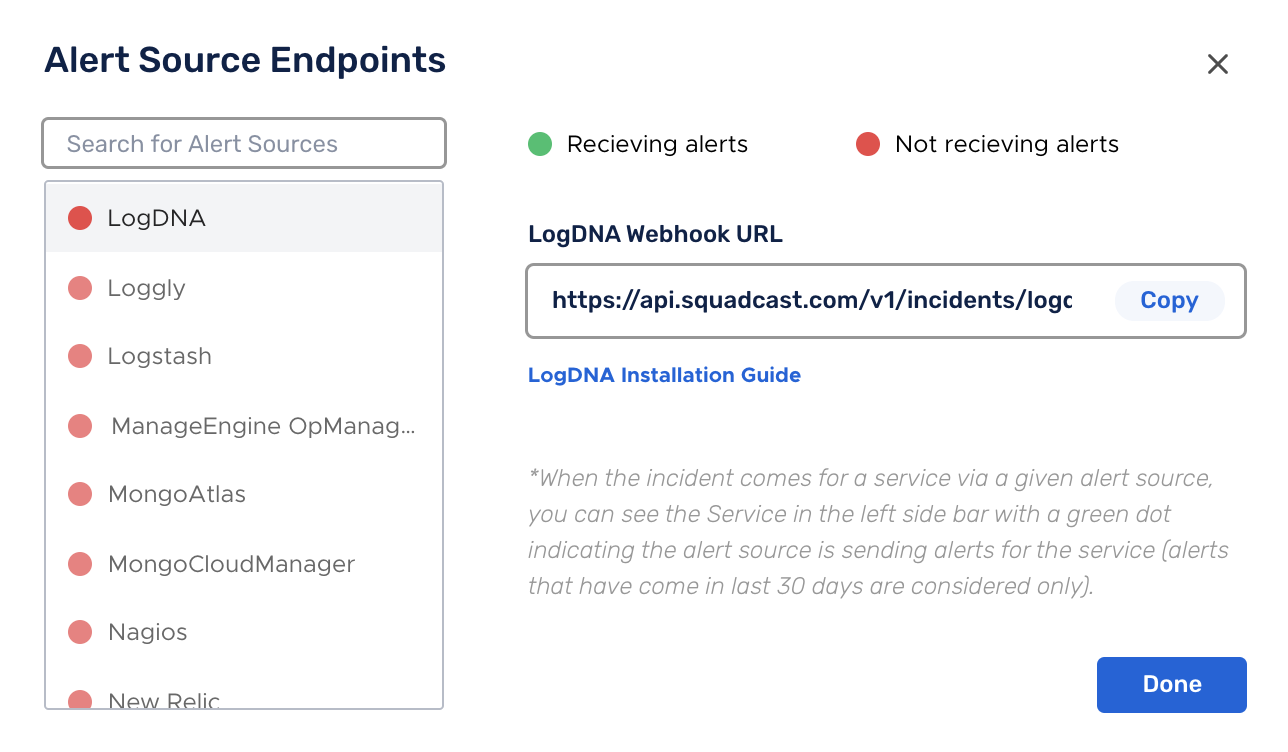 Alert Source Endpoints
Search for Alert Sources
LogDNA
Loggly
Logstash
ManageEngine OpManag...
MongoAtlas
MongoCloudManager
Nagios
New Relic
Recieving alerts
Not recieving alerts
LogDNA Webhook URL
https://api.squadcast.com/v1/incidents/logd
Copy
LogDNA Installation Guide
*When the incident comes for a service via a given alert source,
you can see the Service in the left side bar with a green dot
indicating the alert source is sending alerts for the service (alerts
that have come in last 30 days are considered only).
Done